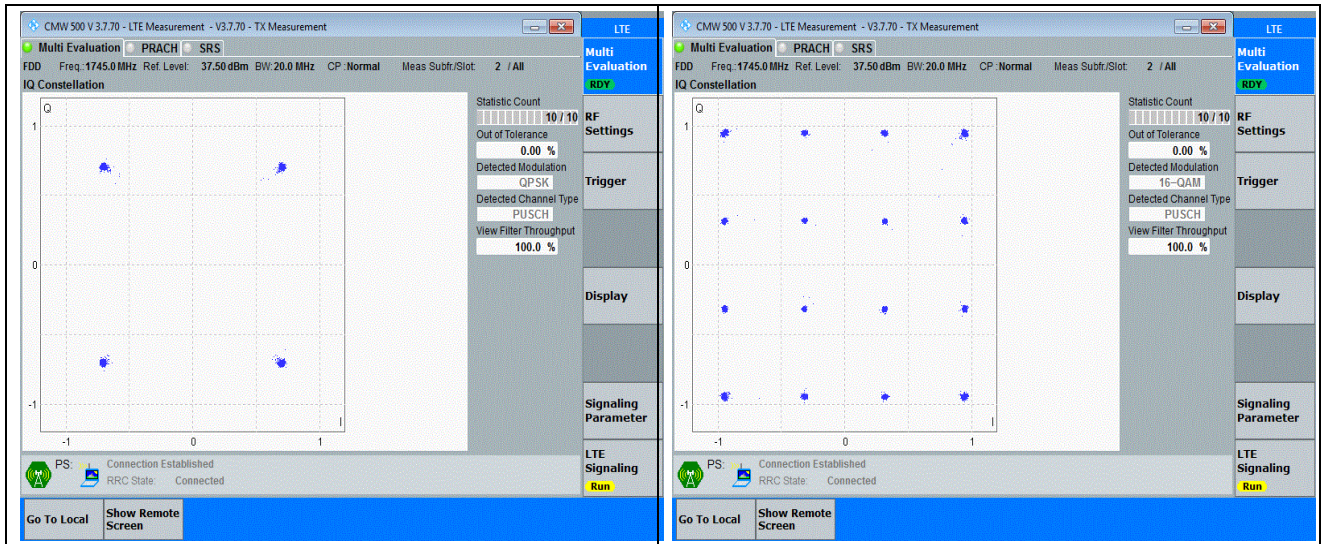 CMW 500 V 3.7.70 - LTE Measurement - V3.7.70 - TX Measurement
LTE
Multi Evaluation PRACH SRS
Multi
Evaluation
RDY
FDD Freq.: 1745.0 MHz Ref. Level: 37.50 dBm BW: 20.0 MHz CP : Normal Meas Subfr./Slot: 2 / All
IQ Constellation
Q
1
0
-1
-1
0
1
I
Statistic Count
10 / 10
Out of Tolerance
0.00 %
Detected Modulation
QPSK
Detected Channel Type
PUSCH
View Filter Throughput
100.0 %
RF
Settings
Trigger
Display
Signaling
Parameter
LTE
Signaling
Run
PS: Connection Established
RRC State: Connected
Go To Local
Show Remote
Screen
CMW 500 V 3.7.70 - LTE Measurement - V3.7.70 - TX Measurement
LTE
Multi Evaluation PRACH SRS
Multi
Evaluation
RDY
FDD Freq.: 1745.0 MHz Ref. Level: 37.50 dBm BW: 20.0 MHz CP : Normal Meas Subfr./Slot: 2 / All
IQ Constellation
Q
1
0
-1
-1
0
1
I
Statistic Count
10 / 10
Out of Tolerance
0.00 %
Detected Modulation
16-QAM
Detected Channel Type
PUSCH
View Filter Throughput
100.0 %
RF
Settings
Trigger
Display
Signaling
Parameter
LTE
Signaling
Run
PS: Connection Established
RRC State: Connected
Go To Local
Show Remote
Screen